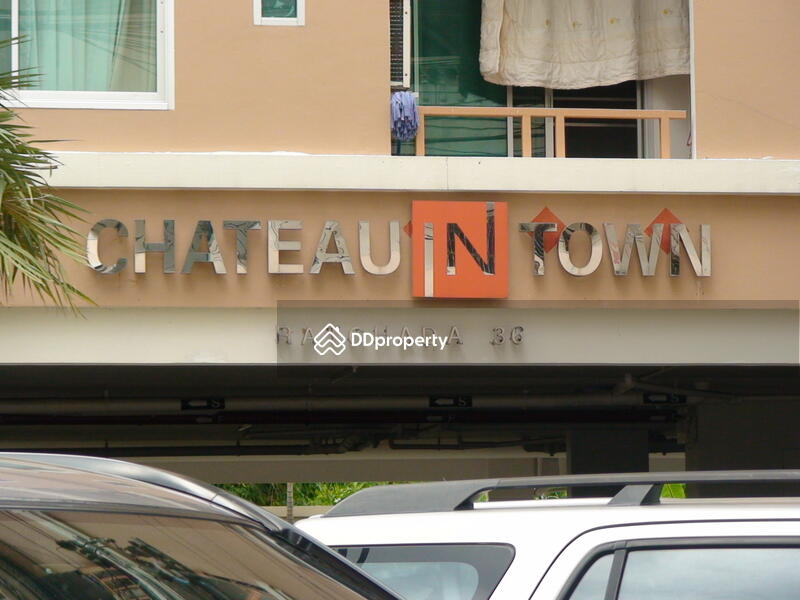 CHATEAU IN TOWN
RATCHADA 36
DDproperty
S
S
S